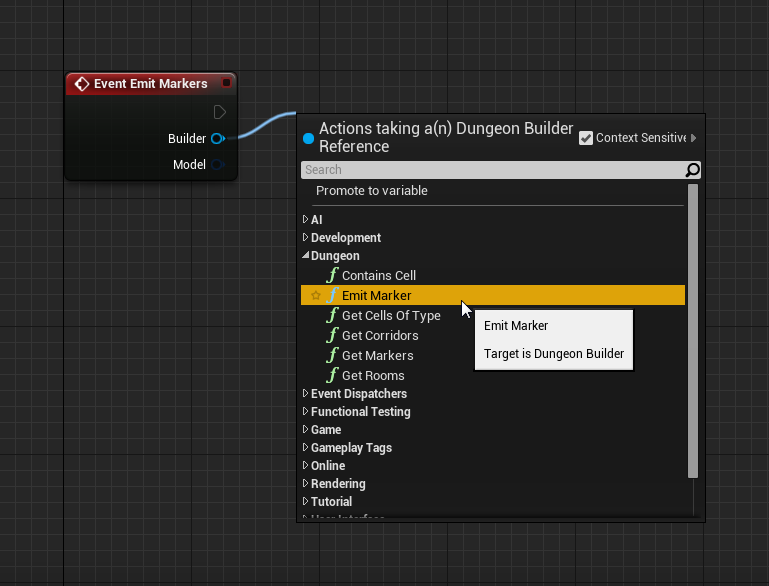 Event Emit Markers
Builder
Model
Actions taking a(n) Dungeon Builder
Reference
Context Sensitive
Search
Promote to variable
AI
Development
Dungeon
Contains Cell
Emit Marker
Get Cells Of Type
Get Corridors
Get Markers
Get Rooms
Emit Marker
Target is Dungeon Builder
Event Dispatchers
Functional Testing
Game
Gameplay Tags
Online
Rendering
Tutorial